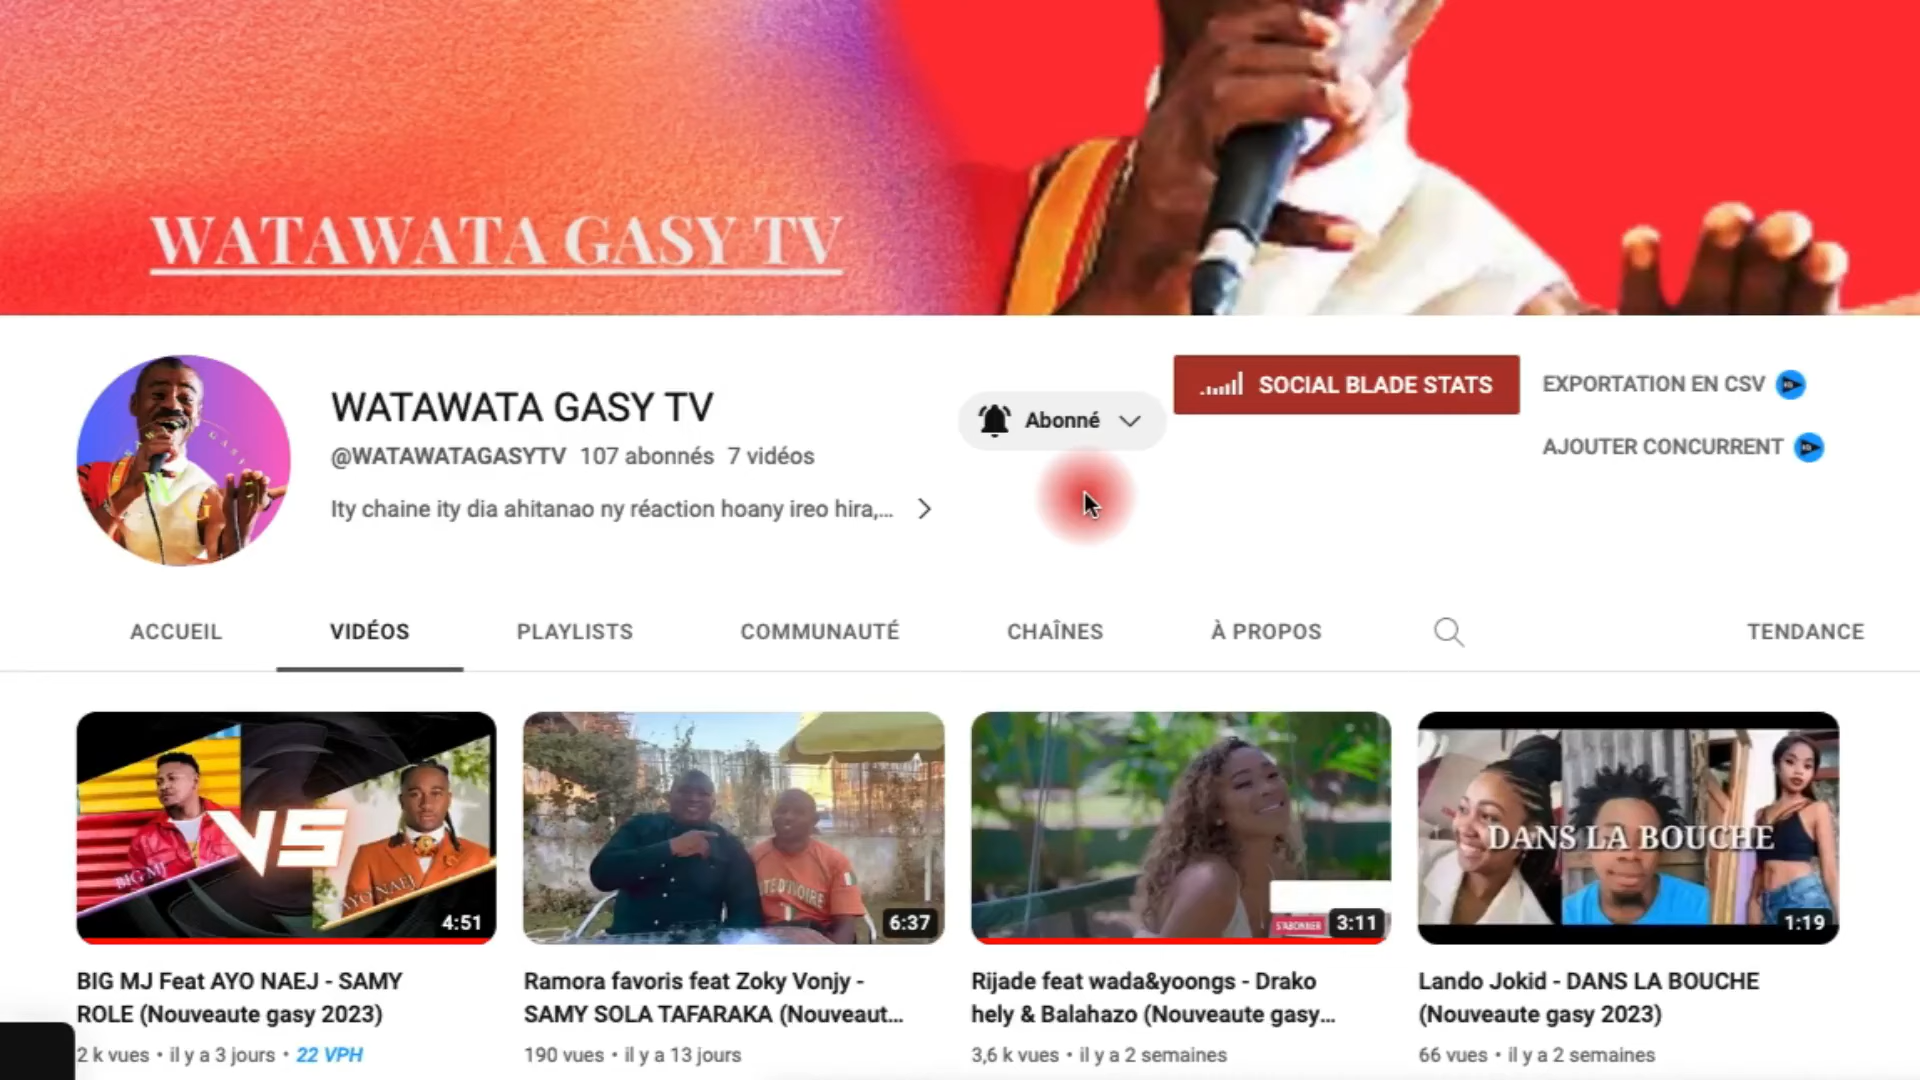 WATAWATA GASY TV
WATAWATA GASY TV
@WATAWATAGASYTV 107 abonnés 7 vidéos
Ity chaine ity dia ahitanao ny réaction hoany ireo hira,...
Abonné
SOCIAL BLADE STATS
EXPORTATION EN CSV
AJOUTER CONCURRENT
ACCUEIL VIDÉOS PLAYLISTS COMMUNAUTÉ CHAÎNES À PROPOS TENDANCE
BIG MJ
VS
AYO NAEJ
4:51
6:37
S'ABONNER
3:11
DANS LA BOUCHE
1:19
BIG MJ Feat AYO NAEJ - SAMY
ROLE (Nouveaute gasy 2023)
2 k vues • il y a 3 jours • 22 VPH
Ramora favoris feat Zoky Vonjy -
SAMY SOLA TAFARAKA (Nouveaut...
190 vues • il y a 13 jours
Rijade feat wada&yoongs - Drako
hely & Balahazo (Nouveaute gasy...
3,6 k vues • il y a 2 semaines
Lando Jokid - DANS LA BOUCHE
(Nouveaute gasy 2023)
66 vues • il y a 2 semaines